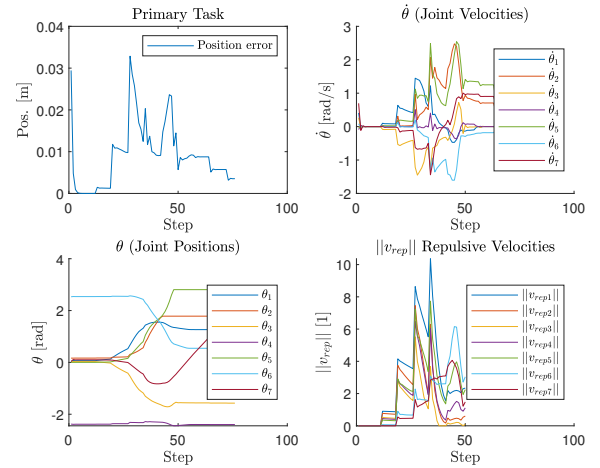 Primary Task
Position error
0.04
0.03
0.02
0.01
0
Pos. [m]
0
50
100
Step
θ̇ (Joint Velocities)
θ̇1
θ̇2
θ̇3
θ̇4
θ̇5
θ̇6
θ̇7
3
2
1
0
-1
-2
θ̇ [rad/s]
0
50
100
Step
θ (Joint Positions)
θ1
θ2
θ3
θ4
θ5
θ6
θ7
4
2
0
-2
θ [rad]
0
50
100
Step
||vrep|| Repulsive Velocities
||vrep1||
||vrep2||
||vrep3||
||vrep4||
||vrep5||
||vrep6||
||vrep7||
10
8
6
4
2
0
||vrep|| [1]
0
50
100
Step